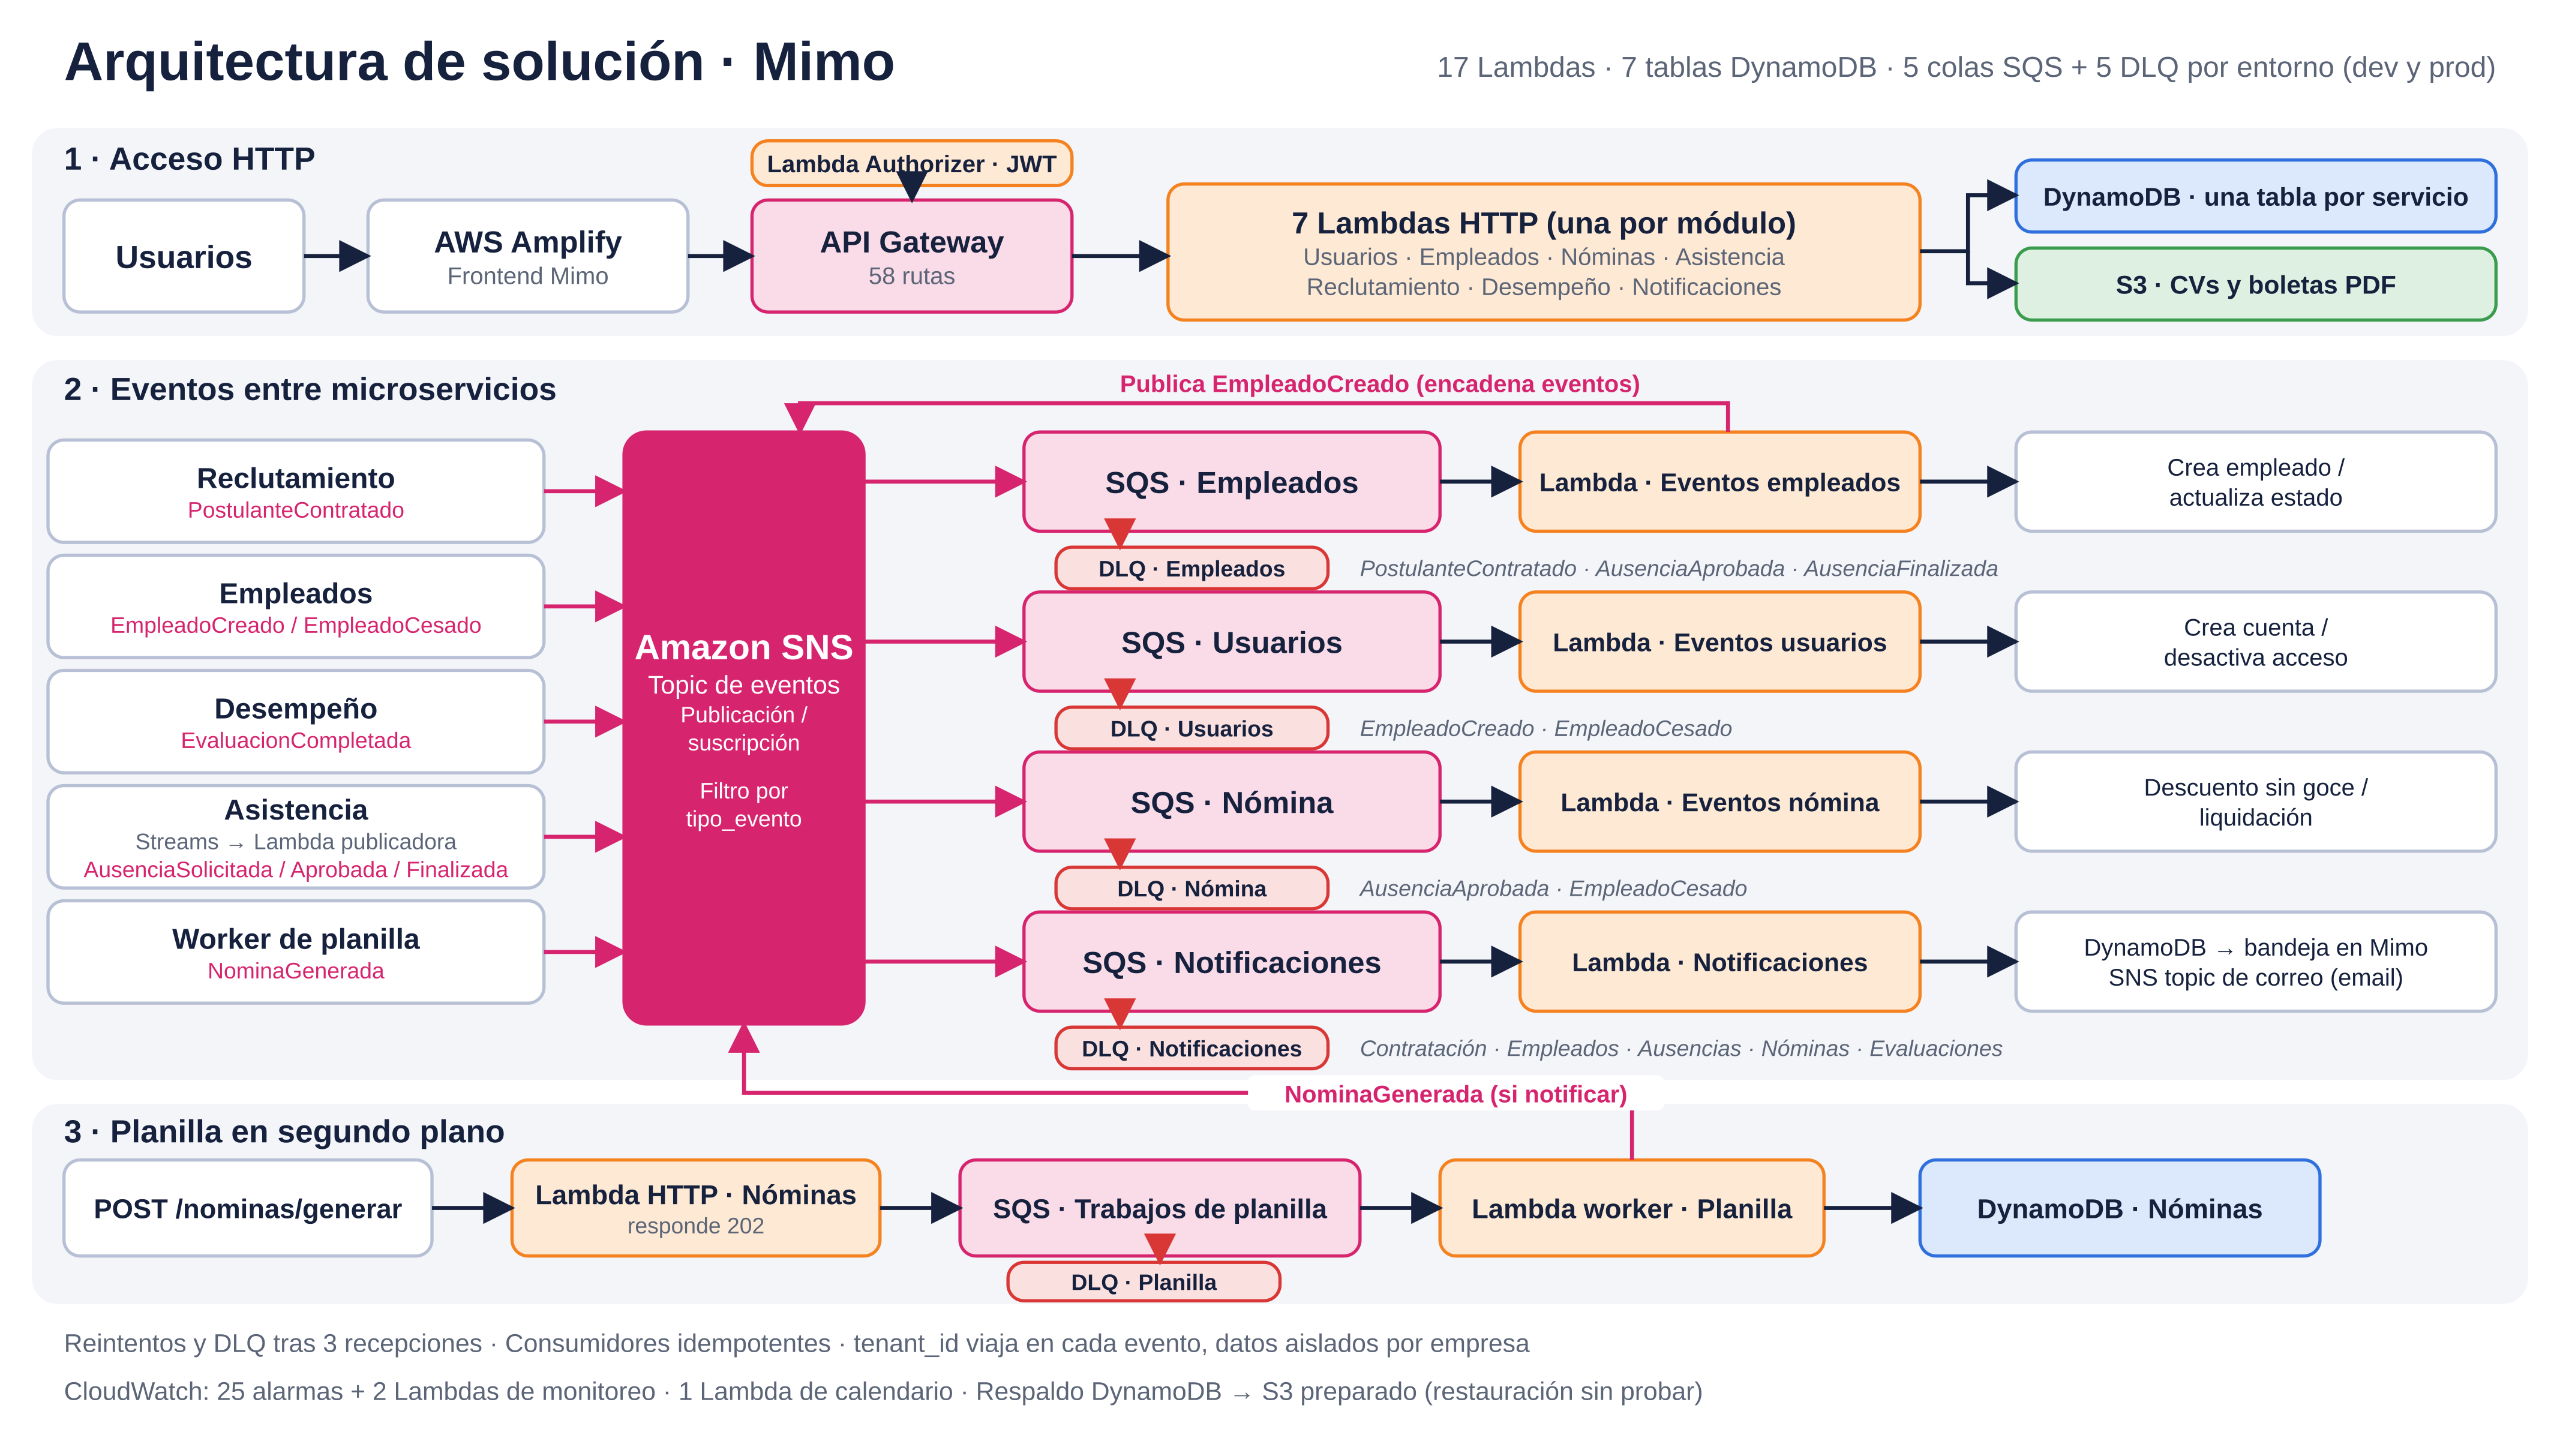 Arquitectura de solución · Mimo
17 Lambdas · 7 tablas DynamoDB · 5 colas SQS + 5 DLQ por entorno (dev y prod)
1 · Acceso HTTP
Usuarios
AWS Amplify
Frontend Mimo
Lambda Authorizer · JWT
API Gateway
58 rutas
7 Lambdas HTTP (una por módulo)
Usuarios · Empleados · Nóminas · Asistencia
Reclutamiento · Desempeño · Notificaciones
DynamoDB · una tabla por servicio
S3 · CVs y boletas PDF
2 · Eventos entre microservicios
Publica EmpleadoCreado (encadena eventos)
Reclutamiento
PostulanteContratado
Empleados
EmpleadoCreado / EmpleadoCesado
Desempeño
EvaluacionCompletada
Asistencia
Streams → Lambda publicadora
AusenciaSolicitada / Aprobada / Finalizada
Worker de planilla
NominaGenerada
Amazon SNS
Topic de eventos
Publicación /
suscripción
Filtro por
tipo_evento
SQS · Empleados
Lambda · Eventos empleados
Crea empleado /
actualiza estado
DLQ · Empleados
PostulanteContratado · AusenciaAprobada · AusenciaFinalizada
SQS · Usuarios
Lambda · Eventos usuarios
Crea cuenta /
desactiva acceso
DLQ · Usuarios
EmpleadoCreado · EmpleadoCesado
SQS · Nómina
Lambda · Eventos nómina
Descuento sin goce /
liquidación
DLQ · Nómina
AusenciaAprobada · EmpleadoCesado
SQS · Notificaciones
Lambda · Notificaciones
DynamoDB → bandeja en Mimo
SNS topic de correo (email)
DLQ · Notificaciones
Contratación · Empleados · Ausencias · Nóminas · Evaluaciones
NominaGenerada (si notificar)
3 · Planilla en segundo plano
POST /nominas/generar
Lambda HTTP · Nóminas
responde 202
SQS · Trabajos de planilla
Lambda worker · Planilla
DynamoDB · Nóminas
DLQ · Planilla
Reintentos y DLQ tras 3 recepciones · Consumidores idempotentes · tenant_id viaja en cada evento, datos aislados por empresa
CloudWatch: 25 alarmas + 2 Lambdas de monitoreo · 1 Lambda de calendario · Respaldo DynamoDB → S3 preparado (restauración sin probar)